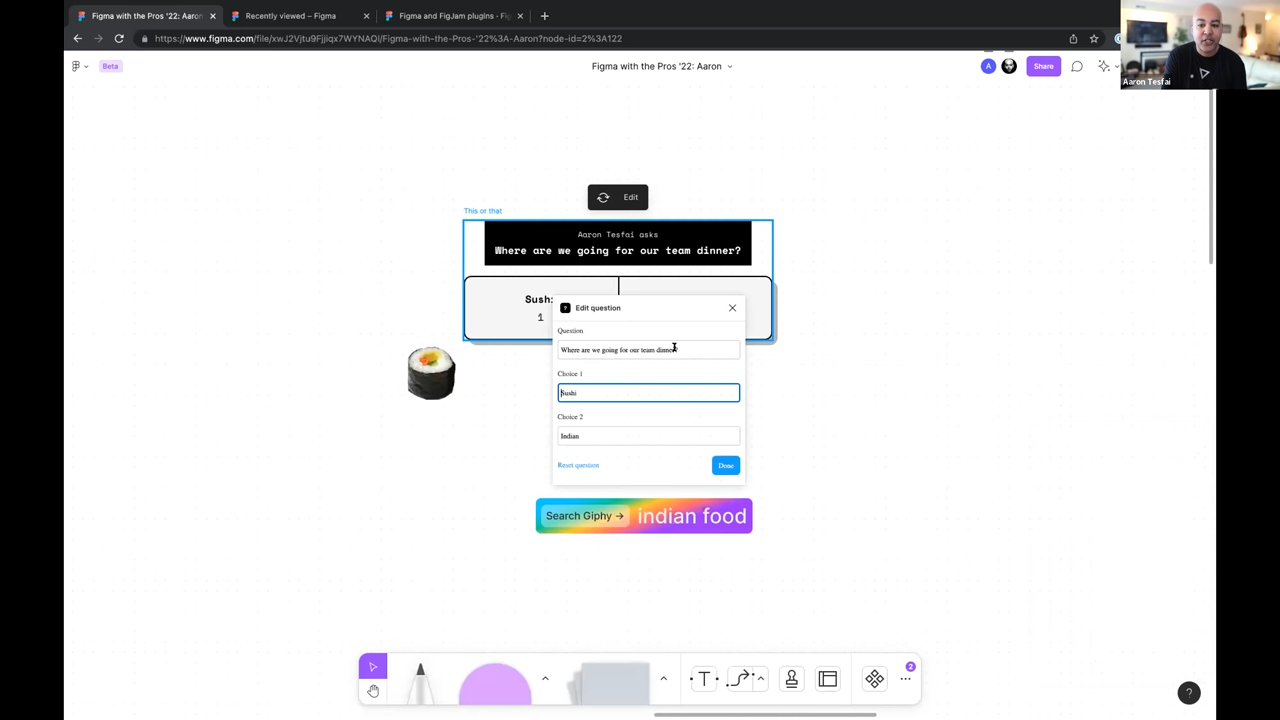 Figma with the Pros '22: Aaron
Recently viewed – Figma
Figma and FigJam plugins - Fig
https://www.figma.com/file/xwJ2Vjtu9Fjjiqx7WYNAQI/Figma-with-the-Pros-'22%3A-Aaron?node-id=2%3A122
Beta
Figma with the Pros '22: Aaron
A
Share
Aaron Tesfai
Edit
This or that
Aaron Tesfai asks
Where are we going for our team dinner?
Sushi
1
?
Edit question
Question
Where are we going for our team dinner?
Choice 1
Sushi
Choice 2
Indian
Reset question
Done
Search Giphy → indian food
T
2
?